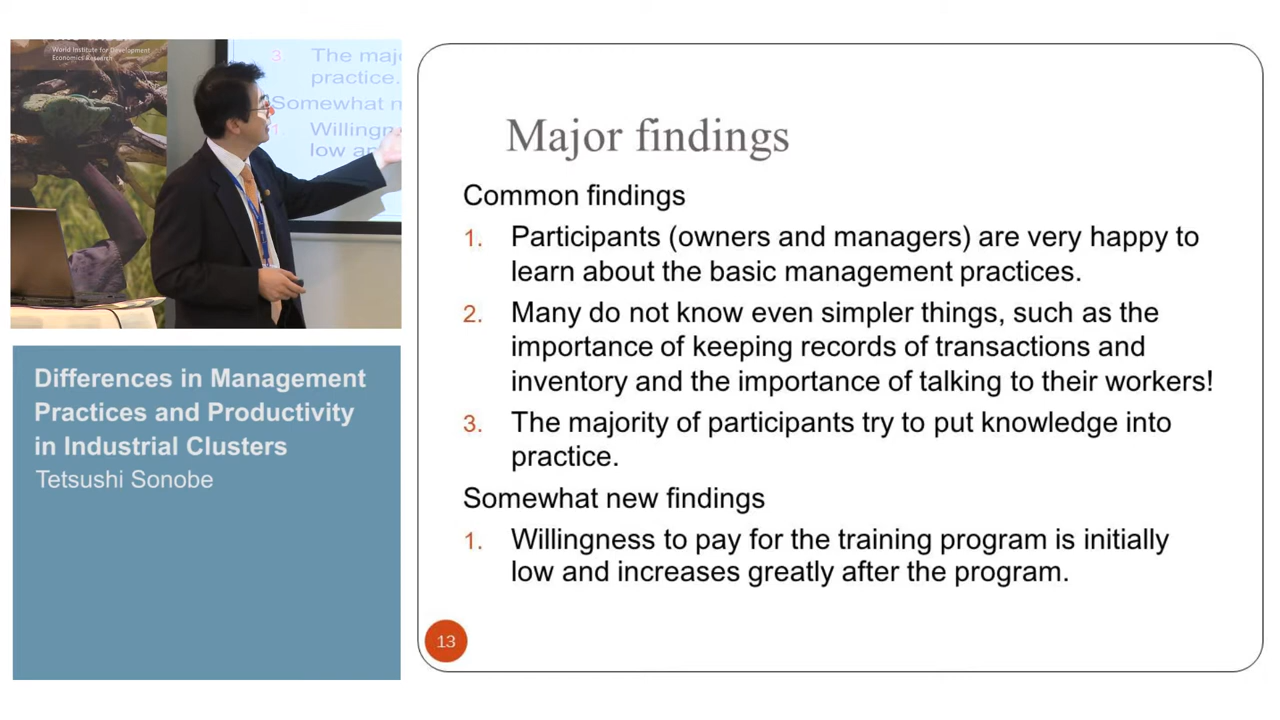 World Institute for Development
Economics Research
3. The maj
practice.
Somewhat n
1. Willingn
low an
Differences in Management
Practices and Productivity
in Industrial Clusters
Tetsushi Sonobe
Major findings
Common findings
1. Participants (owners and managers) are very happy to
learn about the basic management practices.
2. Many do not know even simpler things, such as the
importance of keeping records of transactions and
inventory and the importance of talking to their workers!
3. The majority of participants try to put knowledge into
practice.
Somewhat new findings
1. Willingness to pay for the training program is initially
low and increases greatly after the program.
13